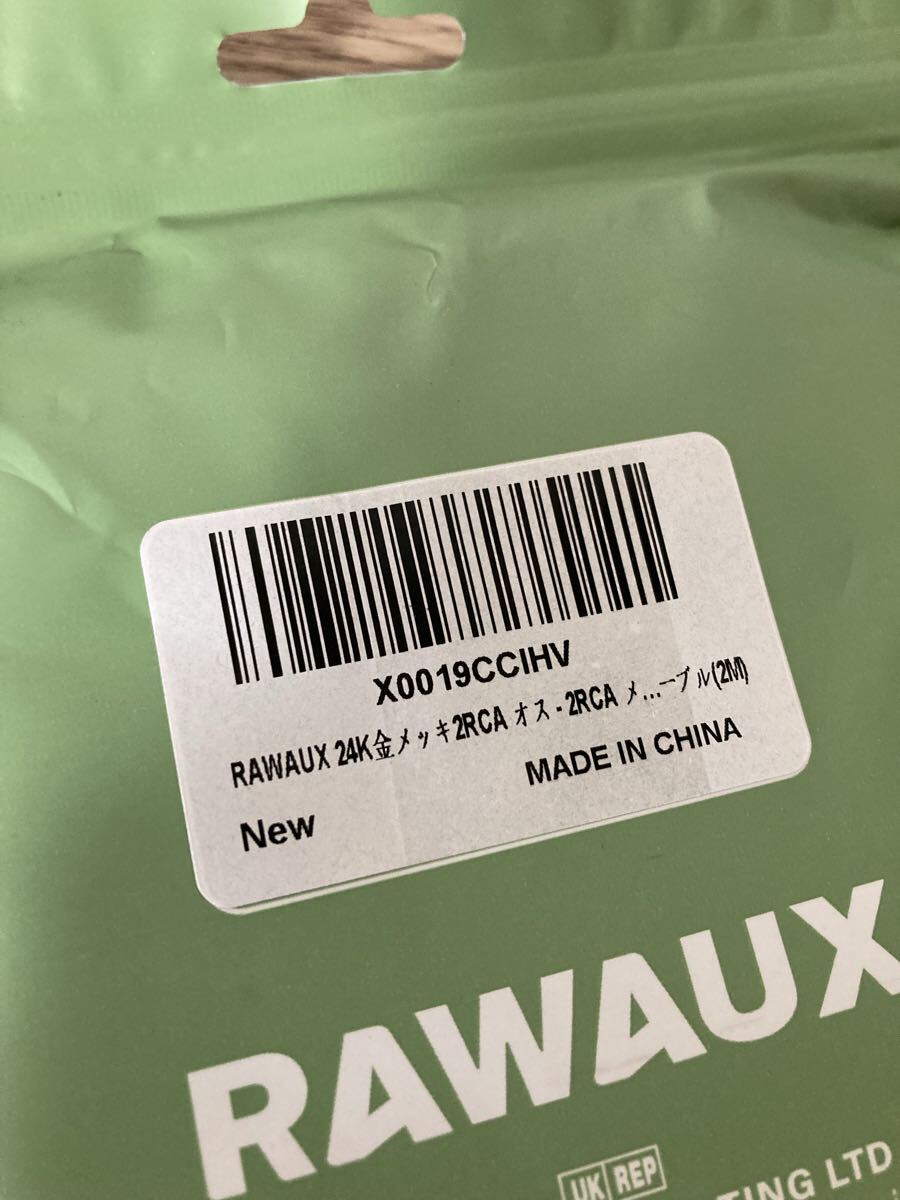 X0019CCIHV
RAWAUX 24K金メッキ2RCA オス - 2RCA メ...ーブル(2M)
MADE IN CHINA
New
RAWAUX
UK REP
TING LTD